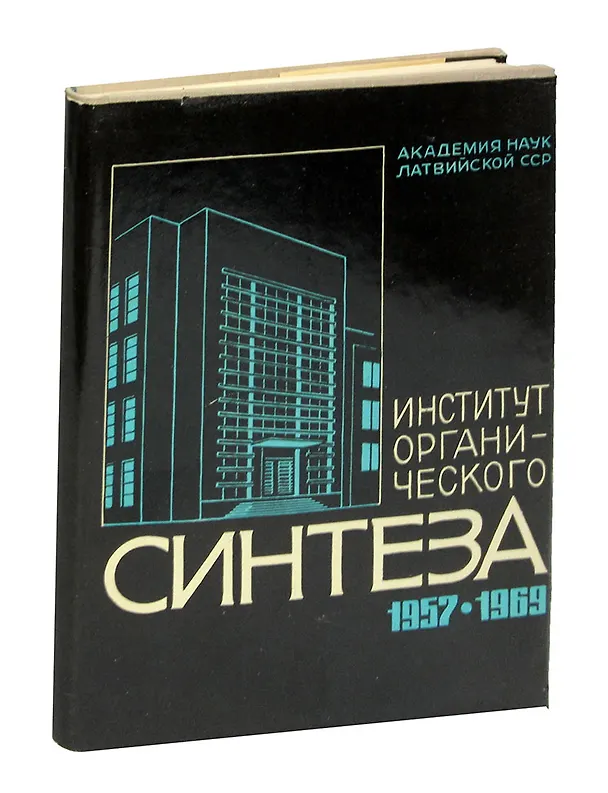 АКАДЕМИЯ НАУК
ЛАТВИЙСКОЙ ССР
ИНСТИТУТ
ОРГАНИ-
ЧЕСКОГО
СИНТЕЗА
1957•1969